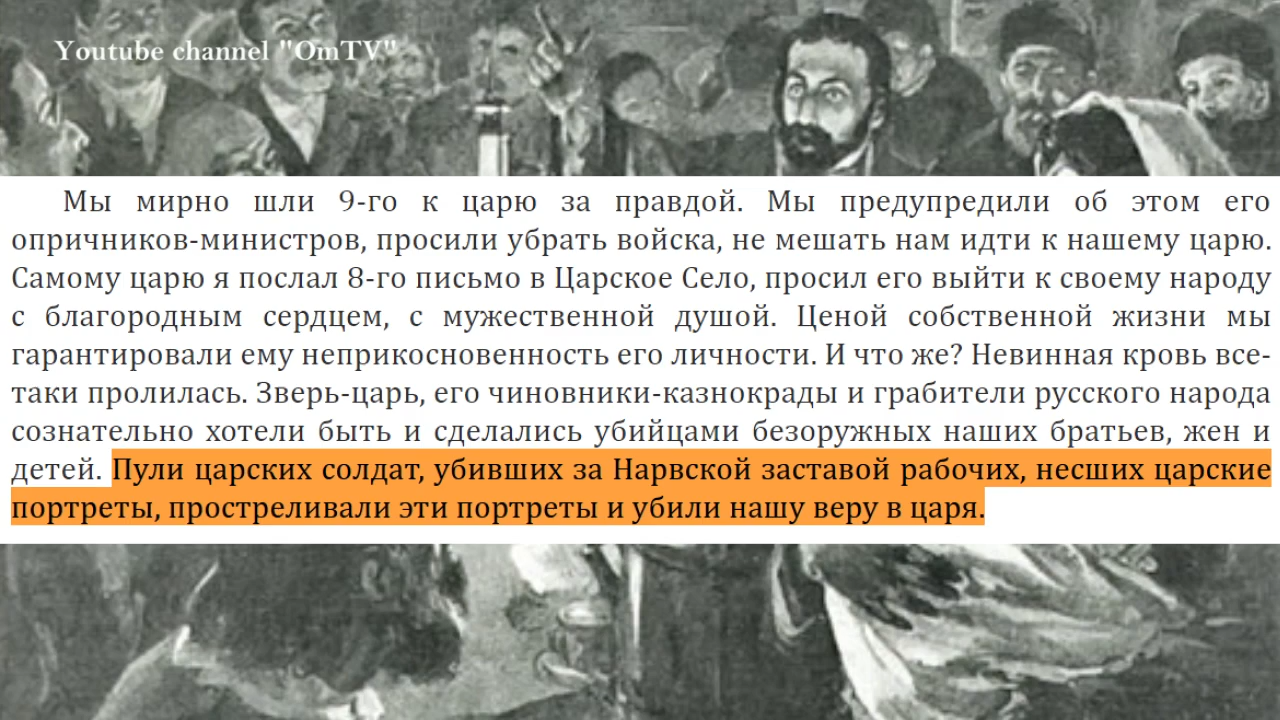 Youtube channel "OmTV"
Мы мирно шли 9-го к царю за правдой. Мы предупредили об этом его
опричников-министров, просили убрать войска, не мешать нам идти к нашему царю.
Самому царю я послал 8-го письмо в Царское Село, просил его выйти к своему народу
с благородным сердцем, с мужественной душой. Ценой собственной жизни мы
гарантировали ему неприкосновенность его личности. И что же? Невинная кровь все-
таки пролилась. Зверь-царь, его чиновники-казнокрады и грабители русского народа
сознательно хотели быть и сделались убийцами безоружных наших братьев, жен и
детей. Пули царских солдат, убивших за Нарвской заставой рабочих, несших царские
портреты, простреливали эти портреты и убили нашу веру в царя.